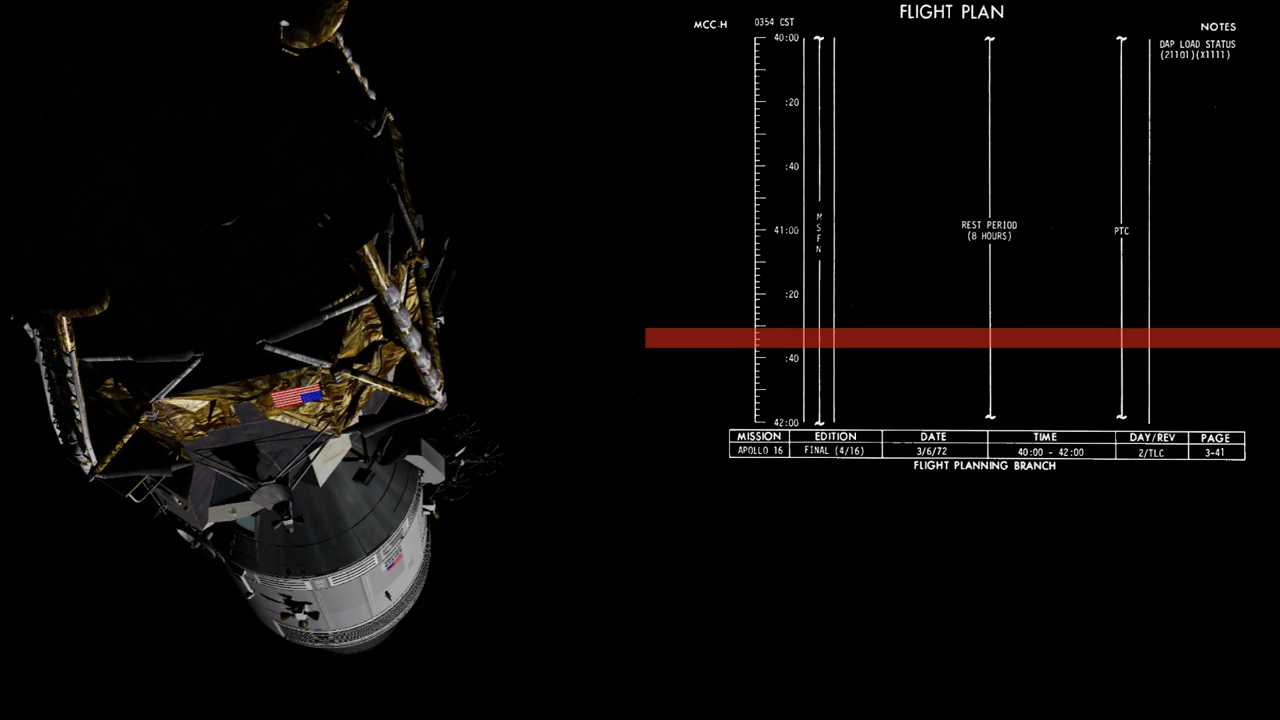 FLIGHT PLAN
MCC-H
0354 CST
NOTES
40:00
DAP LOAD STATUS
(21101)(X1111)
:20
:40
M
S
F
N
41:00
REST PERIOD
(8 HOURS)
PTC
:20
:40
42:00
MISSION EDITION DATE TIME DAY/REV PAGE
APOLLO 16 FINAL (4/16) 3/6/72 40:00 - 42:00 2/TLC 3-41
FLIGHT PLANNING BRANCH